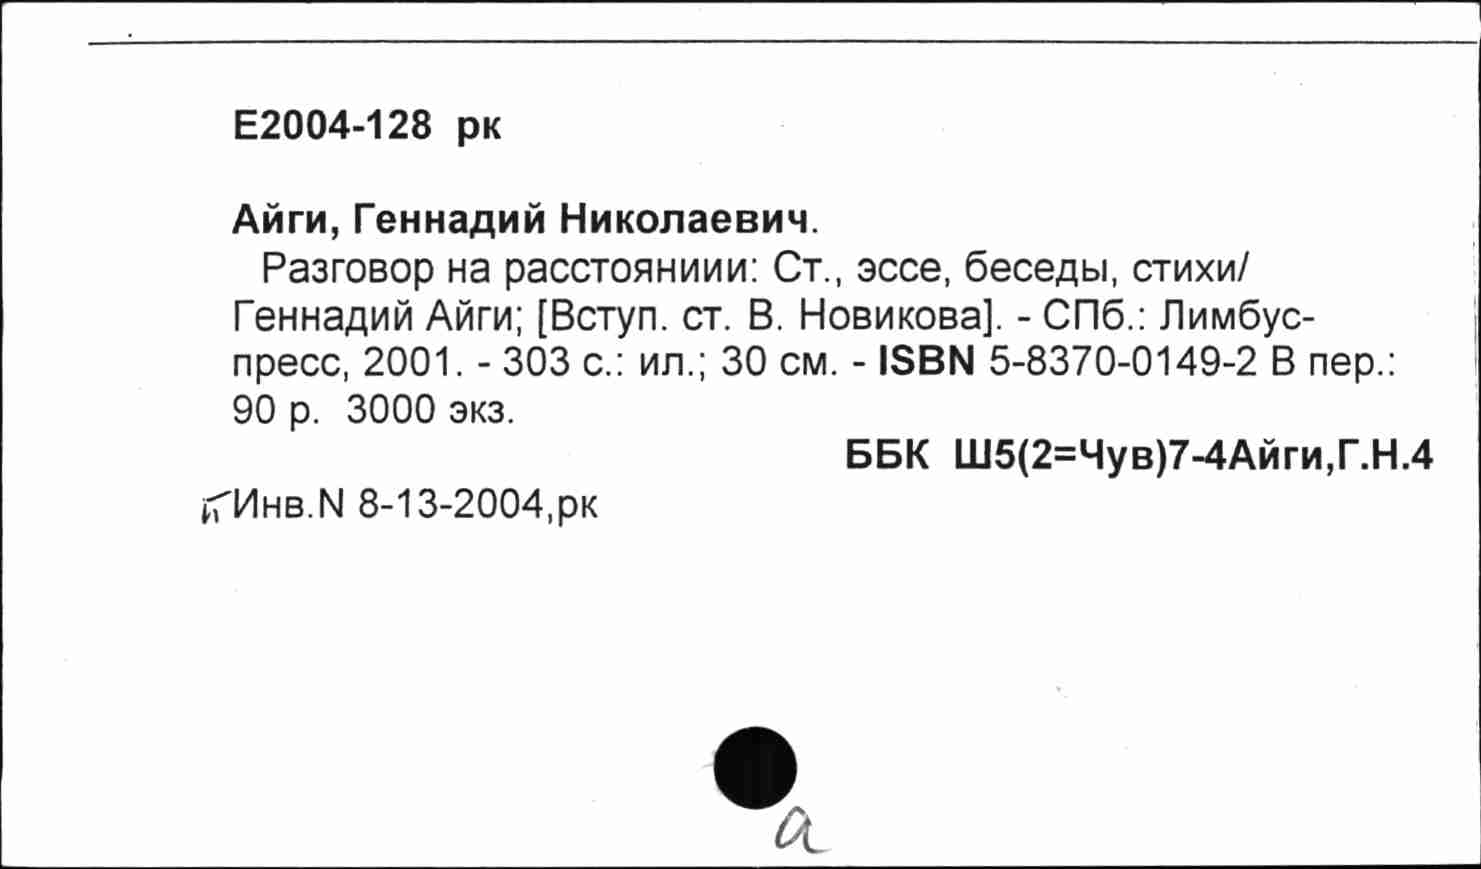 Е2004-128 рк
Айги, Геннадий Николаевич.
Разговор на расстояниии: Ст., эссе, беседы, стихи/
Геннадий Айги; [Вступ. ст. В. Новикова]. - СПб.: Лимбус-
пресс, 2001. - 303 с.: ил.; 30 см. - ISBN 5-8370-0149-2 В пер.:
90 р. 3000 экз.
ББК Ш5(2=Чув)7-4Айги,Г.Н.4
Инв.N 8-13-2004,рк
а